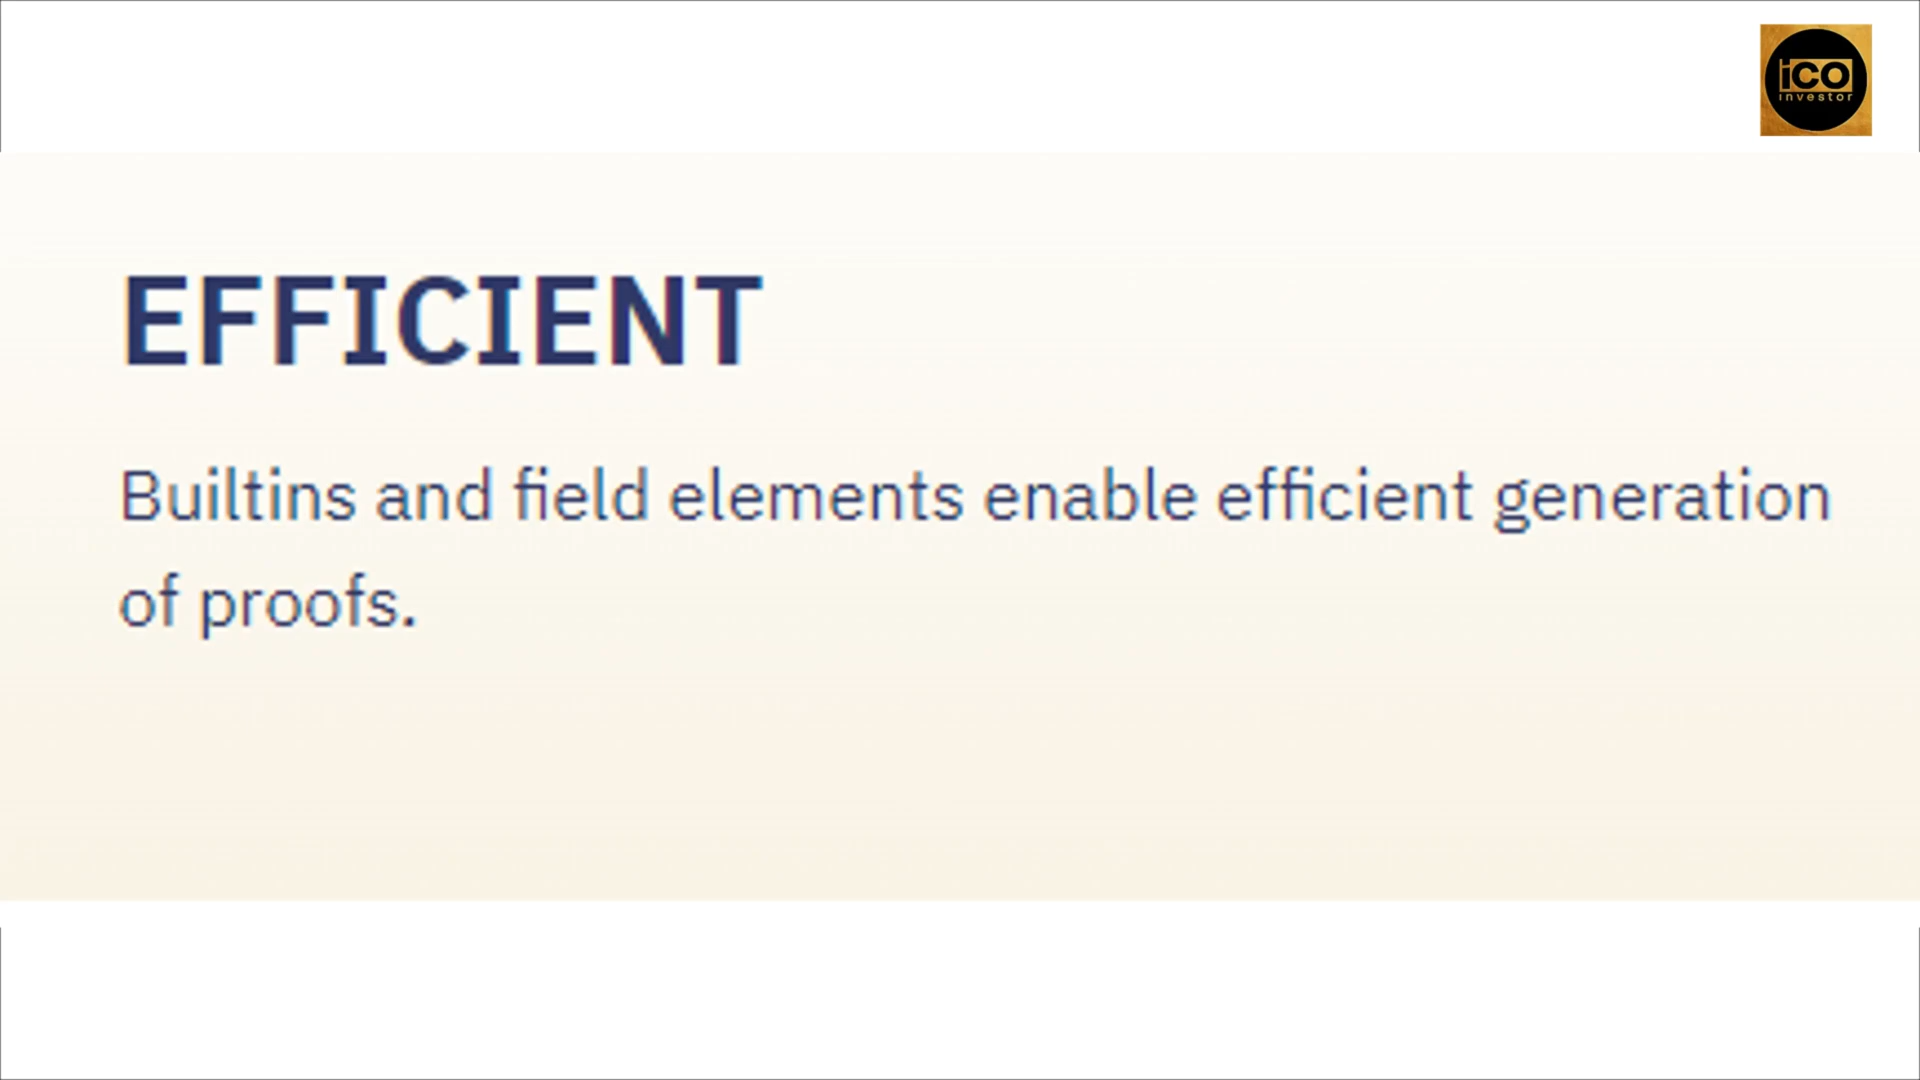 iCO
investor
EFFICIENT
Builtins and field elements enable efficient generation
of proofs.